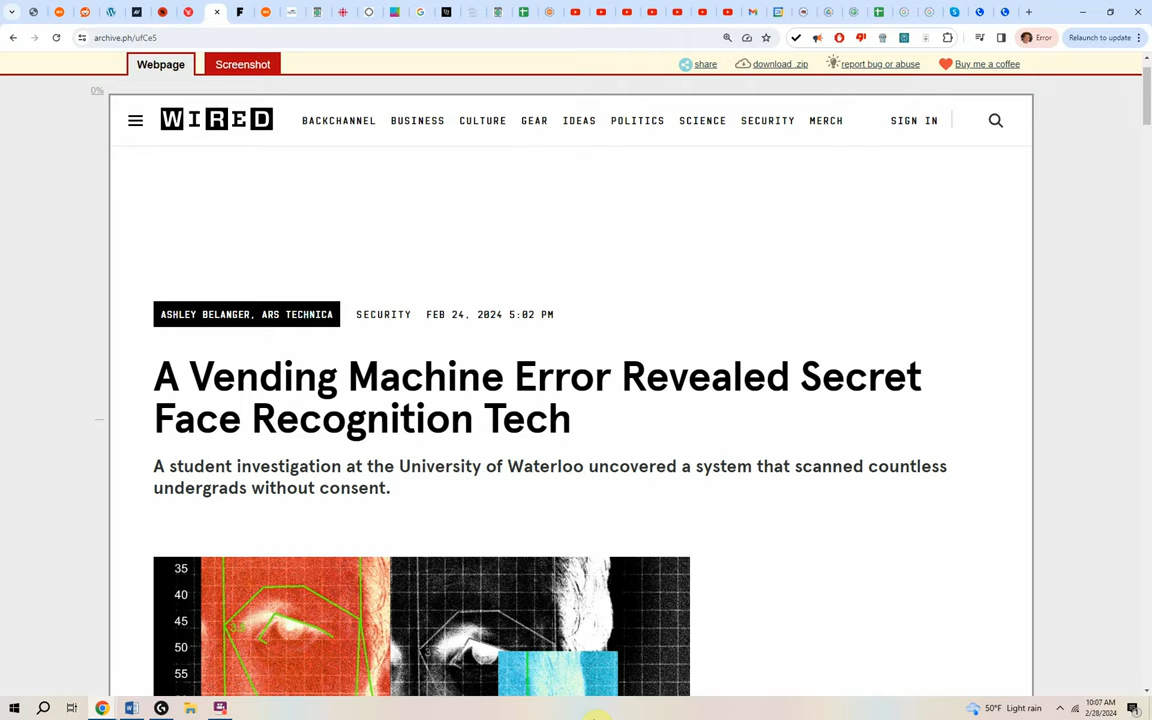 archive.ph/ufCe5
Error
Relaunch to update
Webpage
Screenshot
share
download .zip
report bug or abuse
Buy me a coffee
0%
WIRED
BACKCHANNEL BUSINESS CULTURE GEAR IDEAS POLITICS SCIENCE SECURITY MERCH
SIGN IN
ASHLEY BELANGER, ARS TECHNICA
SECURITY
FEB 24, 2024 5:02 PM
A Vending Machine Error Revealed Secret
Face Recognition Tech
A student investigation at the University of Waterloo uncovered a system that scanned countless
undergrads without consent.
35
40
45
50
55
50°F Light rain
10:07 AM
2/28/2024